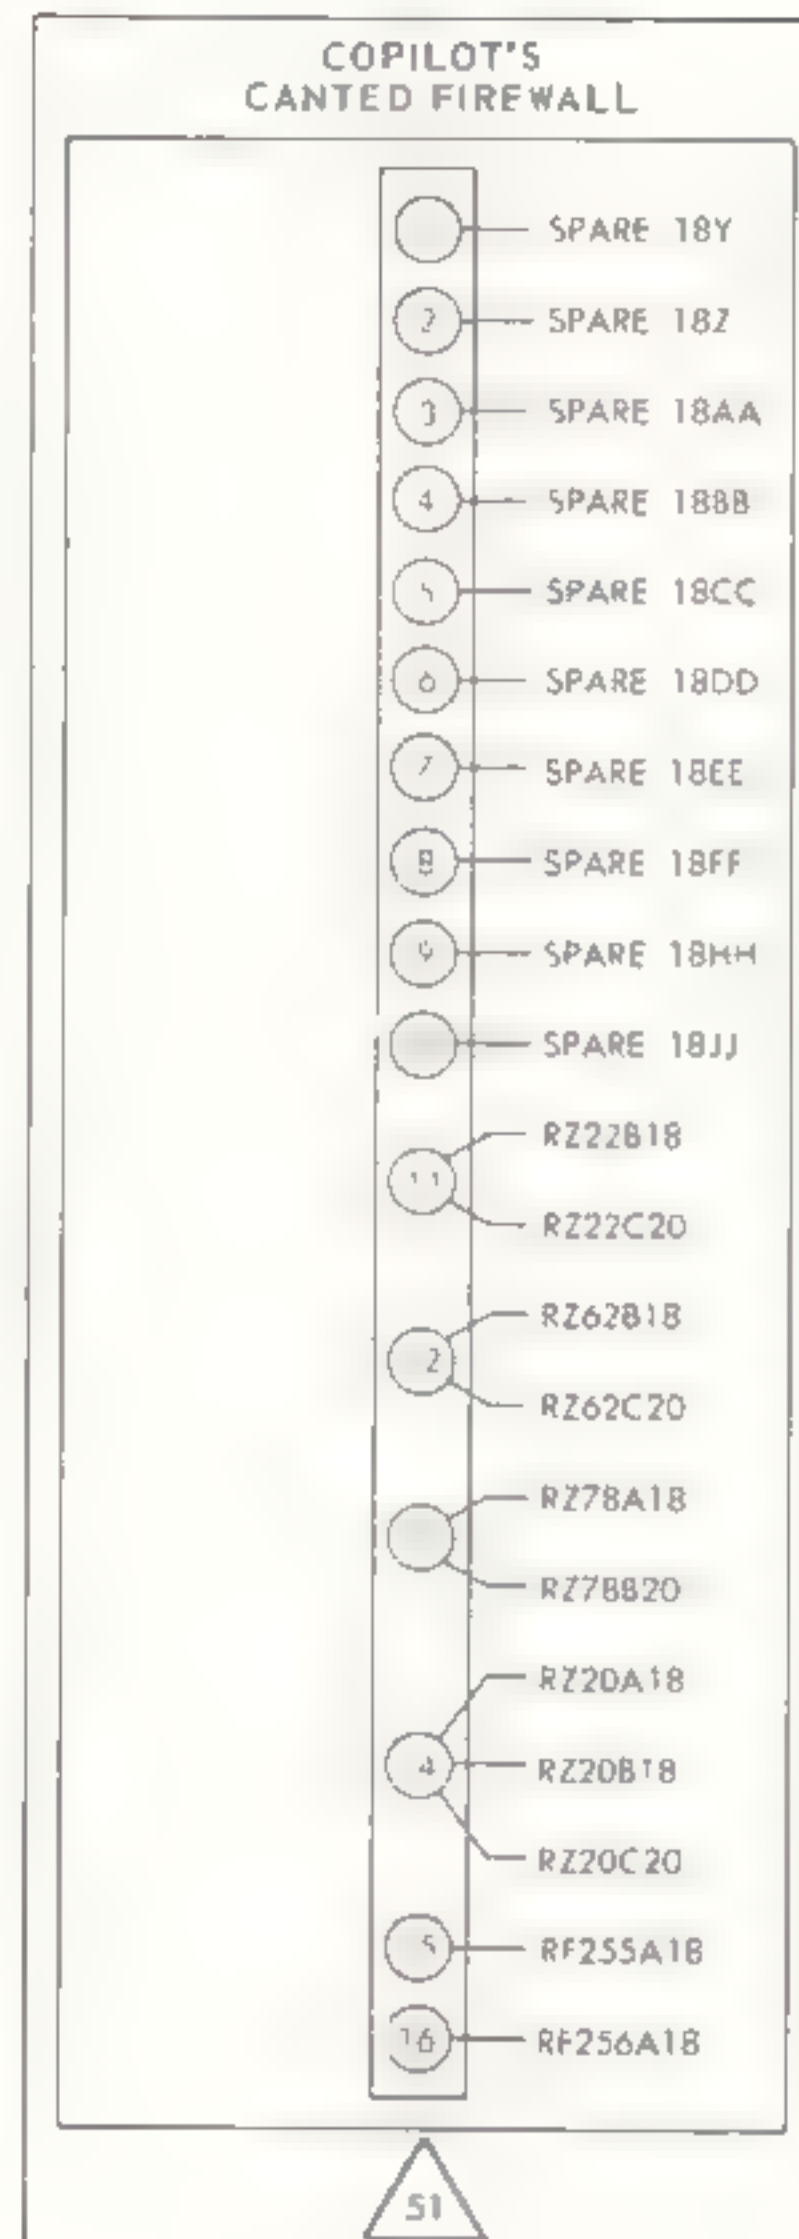 COPILOT'S
CANTED FIREWALL
SPARE 18Y
2 SPARE 18Z
3 SPARE 18AA
4 SPARE 18BB
5 SPARE 18CC
6 SPARE 18DD
7 SPARE 18EE
8 SPARE 18FF
9 SPARE 18HH
SPARE 18JJ
RZ22B18
11
RZ22C20
RZ62B18
2
RZ62C20
RZ78A18
RZ78B20
RZ20A18
4 RZ20B18
RZ20C20
5 RF255A18
16 RF256A18
51